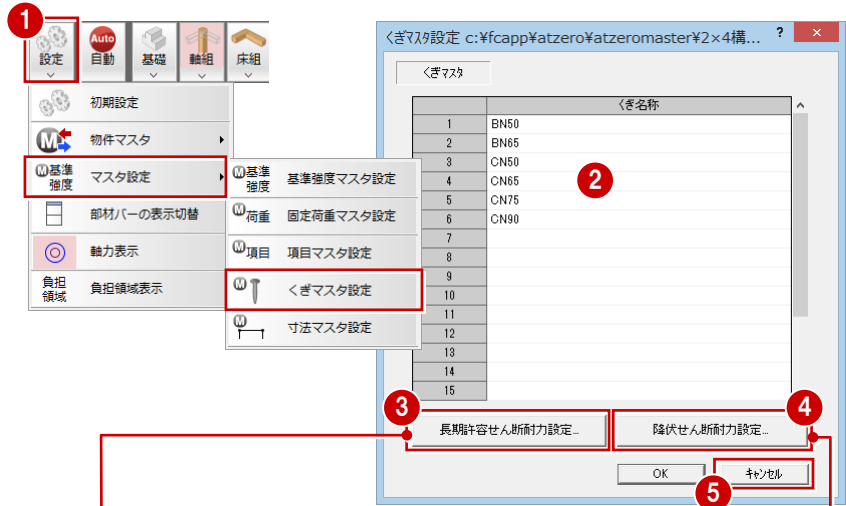 1
設定
Auto
自動
基礎
軸組
床組
初期設定
M
物件マスタ
M基準
強度
マスタ設定
部材バーの表示切替
軸力表示
負担
領域
負担領域表示
M基準
強度
基準強度マスタ設定
M荷重
固定荷重マスタ設定
M項目
項目マスタ設定
M
くぎマスタ設定
M
寸法マスタ設定
くぎﾏｽﾀ設定 c:¥fcapp¥atzero¥atzeromaster¥2×4構... ? ×
くぎﾏｽﾀ
くぎ名称
1 BN50
2 BN65
3 CN50
4 CN65
5 CN75
6 CN90
7
8
9
10
11
12
13
14
15
2
3
長期許容せん断耐力設定...
4
降伏せん断耐力設定...
OK
ｷｬﾝｾﾙ
5